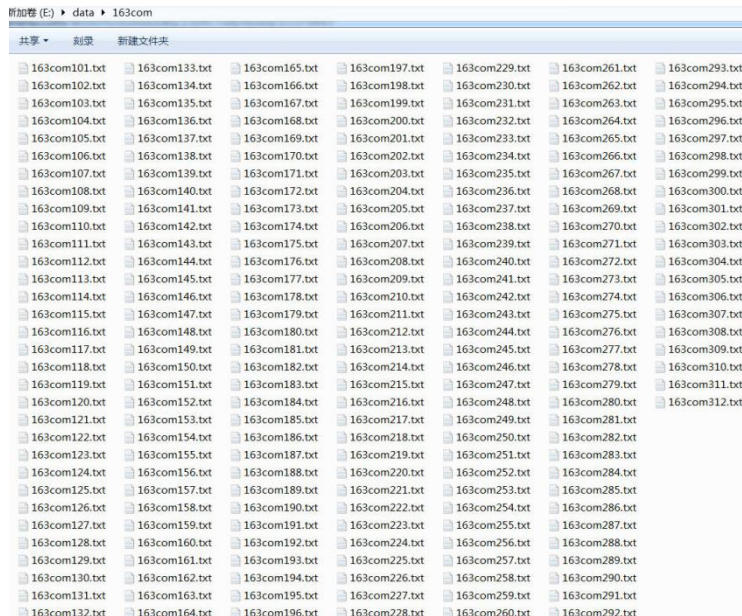 新加卷 (E:) ▸ data ▸ 163com
共享 刻录 新建文件夹
163com101.txt 163com133.txt 163com165.txt 163com197.txt 163com229.txt 163com261.txt 163com293.txt
163com102.txt 163com134.txt 163com166.txt 163com198.txt 163com230.txt 163com262.txt 163com294.txt
163com103.txt 163com135.txt 163com167.txt 163com199.txt 163com231.txt 163com263.txt 163com295.txt
163com104.txt 163com136.txt 163com168.txt 163com200.txt 163com232.txt 163com264.txt 163com296.txt
163com105.txt 163com137.txt 163com169.txt 163com201.txt 163com233.txt 163com265.txt 163com297.txt
163com106.txt 163com138.txt 163com170.txt 163com202.txt 163com234.txt 163com266.txt 163com298.txt
163com107.txt 163com139.txt 163com171.txt 163com203.txt 163com235.txt 163com267.txt 163com299.txt
163com108.txt 163com140.txt 163com172.txt 163com204.txt 163com236.txt 163com268.txt 163com300.txt
163com109.txt 163com141.txt 163com173.txt 163com205.txt 163com237.txt 163com269.txt 163com301.txt
163com110.txt 163com142.txt 163com174.txt 163com206.txt 163com238.txt 163com270.txt 163com302.txt
163com111.txt 163com143.txt 163com175.txt 163com207.txt 163com239.txt 163com271.txt 163com303.txt
163com112.txt 163com144.txt 163com176.txt 163com208.txt 163com240.txt 163com272.txt 163com304.txt
163com113.txt 163com145.txt 163com177.txt 163com209.txt 163com241.txt 163com273.txt 163com305.txt
163com114.txt 163com146.txt 163com178.txt 163com210.txt 163com242.txt 163com274.txt 163com306.txt
163com115.txt 163com147.txt 163com179.txt 163com211.txt 163com243.txt 163com275.txt 163com307.txt
163com116.txt 163com148.txt 163com180.txt 163com212.txt 163com244.txt 163com276.txt 163com308.txt
163com117.txt 163com149.txt 163com181.txt 163com213.txt 163com245.txt 163com277.txt 163com309.txt
163com118.txt 163com150.txt 163com182.txt 163com214.txt 163com246.txt 163com278.txt 163com310.txt
163com119.txt 163com151.txt 163com183.txt 163com215.txt 163com247.txt 163com279.txt 163com311.txt
163com120.txt 163com152.txt 163com184.txt 163com216.txt 163com248.txt 163com280.txt 163com312.txt
163com121.txt 163com153.txt 163com185.txt 163com217.txt 163com249.txt 163com281.txt
163com122.txt 163com154.txt 163com186.txt 163com218.txt 163com250.txt 163com282.txt
163com123.txt 163com155.txt 163com187.txt 163com219.txt 163com251.txt 163com283.txt
163com124.txt 163com156.txt 163com188.txt 163com220.txt 163com252.txt 163com284.txt
163com125.txt 163com157.txt 163com189.txt 163com221.txt 163com253.txt 163com285.txt
163com126.txt 163com158.txt 163com190.txt 163com222.txt 163com254.txt 163com286.txt
163com127.txt 163com159.txt 163com191.txt 163com223.txt 163com255.txt 163com287.txt
163com128.txt 163com160.txt 163com192.txt 163com224.txt 163com256.txt 163com288.txt
163com129.txt 163com161.txt 163com193.txt 163com225.txt 163com257.txt 163com289.txt
163com130.txt 163com162.txt 163com194.txt 163com226.txt 163com258.txt 163com290.txt
163com131.txt 163com163.txt 163com195.txt 163com227.txt 163com259.txt 163com291.txt
163com132.txt 163com164.txt 163com196.txt 163com228.txt 163com260.txt 163com292.txt